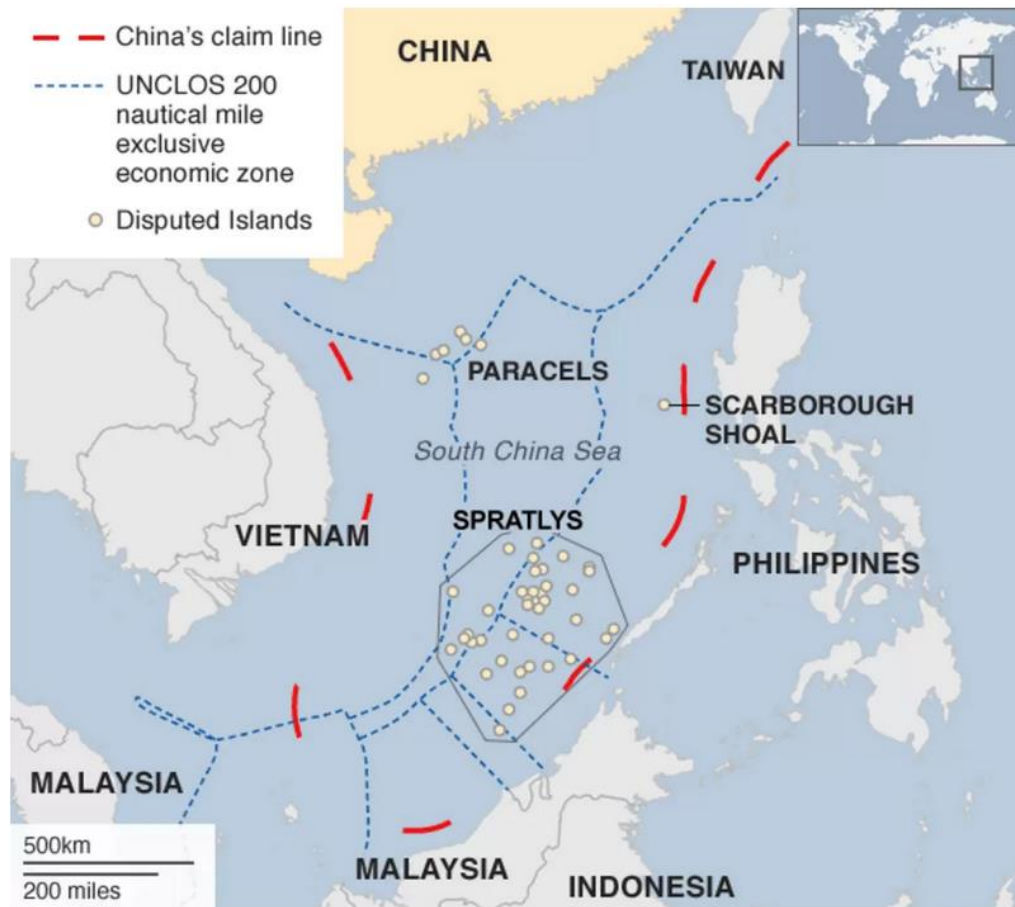 China's claim line
UNCLOS 200
nautical mile
exclusive
economic zone
Disputed Islands
CHINA
TAIWAN
PARACELS
SCARBOROUGH
SHOAL
South China Sea
SPRATLYS
VIETNAM
PHILIPPINES
MALAYSIA
500km
200 miles
MALAYSIA
INDONESIA